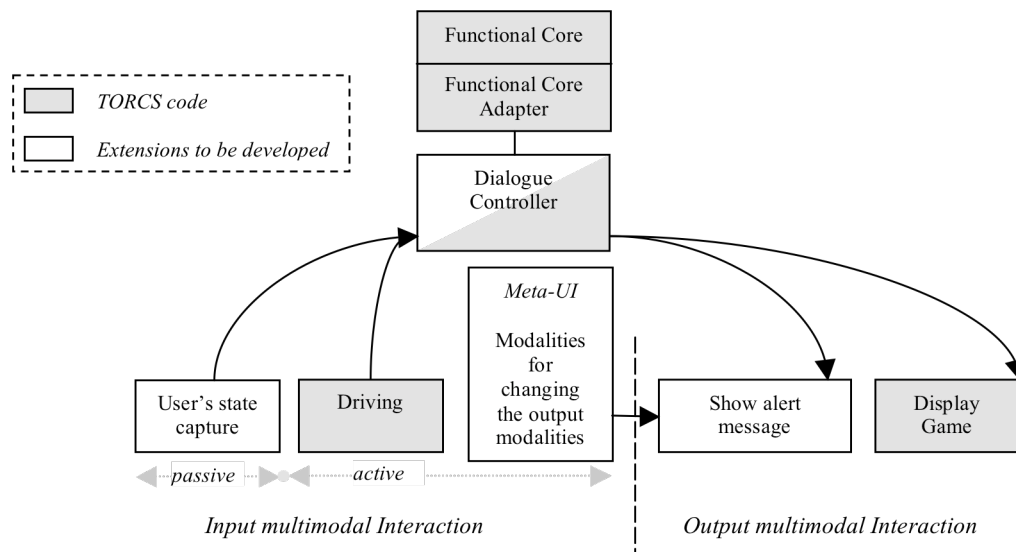 Functional Core
Functional Core
Adapter
TORCS code
Extensions to be developed
Dialogue
Controller
Meta-UI
Modalities
for
changing
the output
modalities
User's state
capture
Driving
Show alert
message
Display
Game
passive
active
Input multimodal Interaction
Output multimodal Interaction